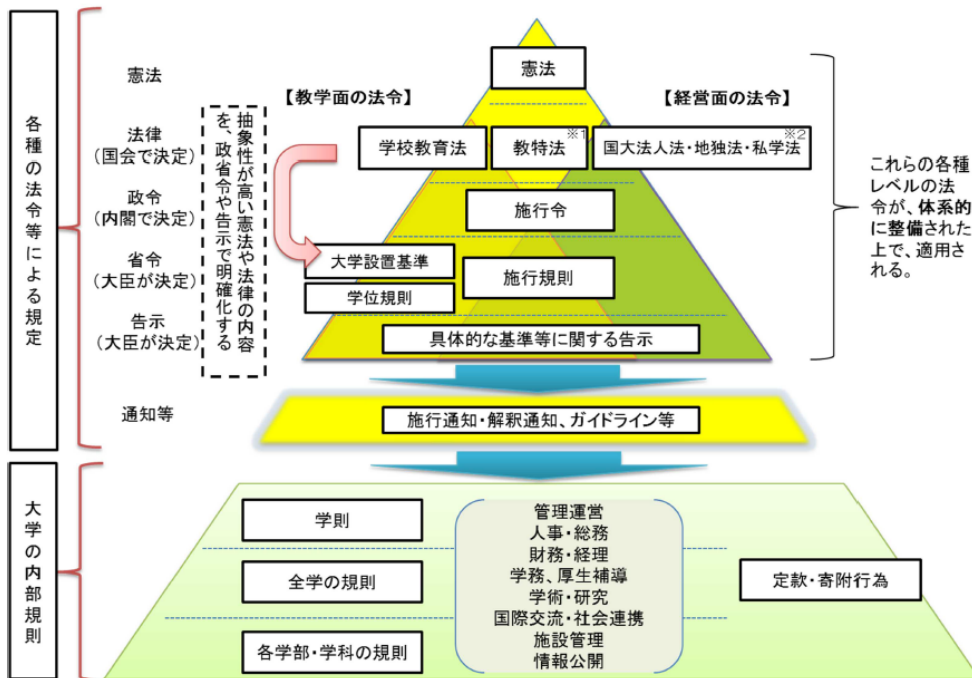 各種の法令等による規定
憲法
法律
(国会で決定)
政令
(内閣で決定)
省令
(大臣が決定)
告示
(大臣が決定)
通知等
抽象性が高い憲法や法律の内容
を、政省令や告示で明確化する
憲法
【教学面の法令】
【経営面の法令】
学校教育法
教特法
※1
国大法人法・地独法・私学法
※2
施行令
大学設置基準
学位規則
施行規則
具体的な基準等に関する告示
これらの各種
レベルの法
令が、体系的
に整備された
上で、適用さ
れる。
施行通知・解釈通知、ガイドライン等
大学の内部規則
学則
全学の規則
各学部・学科の規則
管理運営
人事・総務
財務・経理
学務、厚生補導
学術・研究
国際交流・社会連携
施設管理
情報公開
定款・寄附行為